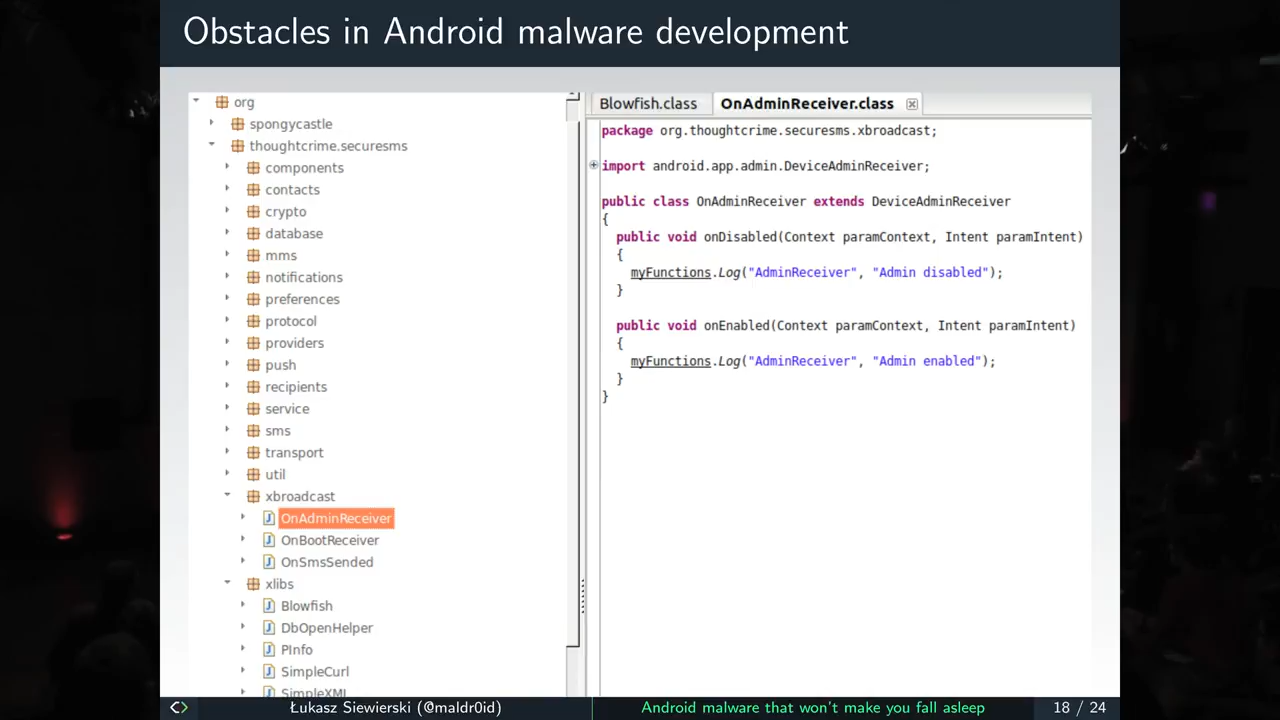 Obstacles in Android malware development
org
spongycastle
thoughtcrime.securesms
components
contacts
crypto
database
mms
notifications
preferences
protocol
providers
push
recipients
service
sms
transport
util
xbroadcast
OnAdminReceiver
OnBootReceiver
OnSmsSended
xlibs
Blowfish
DbOpenHelper
PInfo
SimpleCurl
SimpleXML
Blowfish.class
OnAdminReceiver.class
package org.thoughtcrime.securesms.xbroadcast;
import android.app.admin.DeviceAdminReceiver;
public class OnAdminReceiver extends DeviceAdminReceiver
{
public void onDisabled(Context paramContext, Intent paramIntent)
{
myFunctions.Log("AdminReceiver", "Admin disabled");
}
public void onEnabled(Context paramContext, Intent paramIntent)
{
myFunctions.Log("AdminReceiver", "Admin enabled");
}
}
Łukasz Siewierski (@maldr0id)
Android malware that won't make you fall asleep
18 / 24